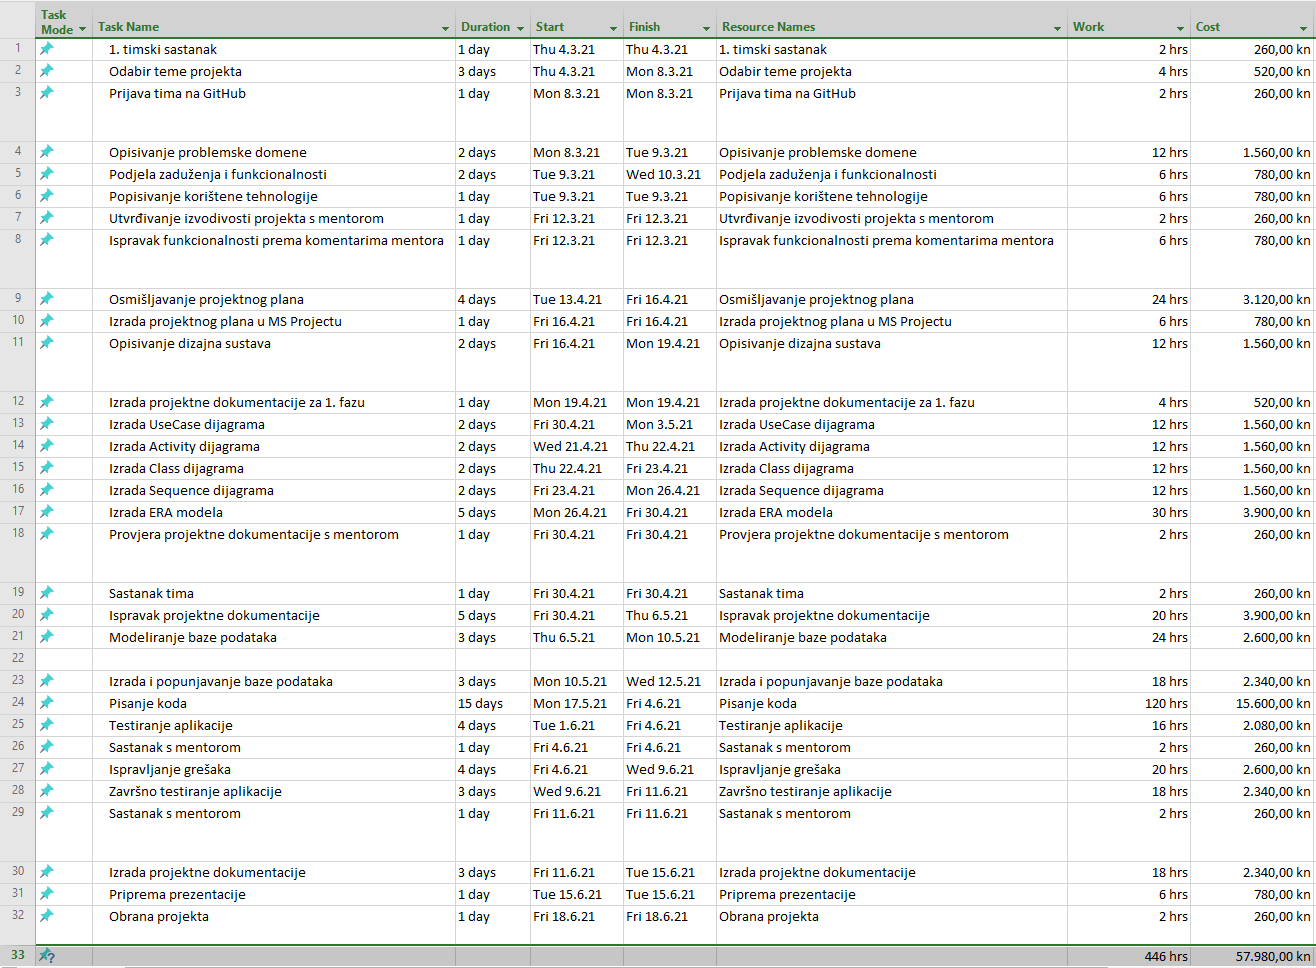 Task Mode Task Name Duration Start Finish Resource Names Work Cost
1 1. timski sastanak 1 day Thu 4.3.21 Thu 4.3.21 1. timski sastanak 2 hrs 260,00 kn
2 Odabir teme projekta 3 days Thu 4.3.21 Mon 8.3.21 Odabir teme projekta 4 hrs 520,00 kn
3 Prijava tima na GitHub 1 day Mon 8.3.21 Mon 8.3.21 Prijava tima na GitHub 2 hrs 260,00 kn
4 Opisivanje problemske domene 2 days Mon 8.3.21 Tue 9.3.21 Opisivanje problemske domene 12 hrs 1.560,00 kn
5 Podjela zaduženja i funkcionalnosti 2 days Tue 9.3.21 Wed 10.3.21 Podjela zaduženja i funkcionalnosti 6 hrs 780,00 kn
6 Popisivanje korištene tehnologije 1 day Tue 9.3.21 Tue 9.3.21 Popisivanje korištene tehnologije 6 hrs 780,00 kn
7 Utvrđivanje izvodivosti projekta s mentorom 1 day Fri 12.3.21 Fri 12.3.21 Utvrđivanje izvodivosti projekta s mentorom 2 hrs 260,00 kn
8 Ispravak funkcionalnosti prema komentarima mentora 1 day Fri 12.3.21 Fri 12.3.21 Ispravak funkcionalnosti prema komentarima mentora 6 hrs 780,00 kn
9 Osmišljavanje projektnog plana 4 days Tue 13.4.21 Fri 16.4.21 Osmišljavanje projektnog plana 24 hrs 3.120,00 kn
10 Izrada projektnog plana u MS Projectu 1 day Fri 16.4.21 Fri 16.4.21 Izrada projektnog plana u MS Projectu 6 hrs 780,00 kn
11 Opisivanje dizajna sustava 2 days Fri 16.4.21 Mon 19.4.21 Opisivanje dizajna sustava 12 hrs 1.560,00 kn
12 Izrada projektne dokumentacije za 1. fazu 1 day Mon 19.4.21 Mon 19.4.21 Izrada projektne dokumentacije za 1. fazu 4 hrs 520,00 kn
13 Izrada UseCase dijagrama 2 days Fri 30.4.21 Mon 3.5.21 Izrada UseCase dijagrama 12 hrs 1.560,00 kn
14 Izrada Activity dijagrama 2 days Wed 21.4.21 Thu 22.4.21 Izrada Activity dijagrama 12 hrs 1.560,00 kn
15 Izrada Class dijagrama 2 days Thu 22.4.21 Fri 23.4.21 Izrada Class dijagrama 12 hrs 1.560,00 kn
16 Izrada Sequence dijagrama 2 days Fri 23.4.21 Mon 26.4.21 Izrada Sequence dijagrama 12 hrs 1.560,00 kn
17 Izrada ERA modela 5 days Mon 26.4.21 Fri 30.4.21 Izrada ERA modela 30 hrs 3.900,00 kn
18 Provjera projektne dokumentacije s mentorom 1 day Fri 30.4.21 Fri 30.4.21 Provjera projektne dokumentacije s mentorom 2 hrs 260,00 kn
19 Sastanak tima 1 day Fri 30.4.21 Fri 30.4.21 Sastanak tima 2 hrs 260,00 kn
20 Ispravak projektne dokumentacije 5 days Fri 30.4.21 Thu 6.5.21 Ispravak projektne dokumentacije 20 hrs 3.900,00 kn
21 Modeliranje baze podataka 3 days Thu 6.5.21 Mon 10.5.21 Modeliranje baze podataka 24 hrs 2.600,00 kn
22
23 Izrada i popunjavanje baze podataka 3 days Mon 10.5.21 Wed 12.5.21 Izrada i popunjavanje baze podataka 18 hrs 2.340,00 kn
24 Pisanje koda 15 days Mon 17.5.21 Fri 4.6.21 Pisanje koda 120 hrs 15.600,00 kn
25 Testiranje aplikacije 4 days Tue 1.6.21 Fri 4.6.21 Testiranje aplikacije 16 hrs 2.080,00 kn
26 Sastanak s mentorom 1 day Fri 4.6.21 Fri 4.6.21 Sastanak s mentorom 2 hrs 260,00 kn
27 Ispravljanje grešaka 4 days Fri 4.6.21 Wed 9.6.21 Ispravljanje grešaka 20 hrs 2.600,00 kn
28 Završno testiranje aplikacije 3 days Wed 9.6.21 Fri 11.6.21 Završno testiranje aplikacije 18 hrs 2.340,00 kn
29 Sastanak s mentorom 1 day Fri 11.6.21 Fri 11.6.21 Sastanak s mentorom 2 hrs 260,00 kn
30 Izrada projektne dokumentacije 3 days Fri 11.6.21 Tue 15.6.21 Izrada projektne dokumentacije 18 hrs 2.340,00 kn
31 Priprema prezentacije 1 day Tue 15.6.21 Tue 15.6.21 Priprema prezentacije 6 hrs 780,00 kn
32 Obrana projekta 1 day Fri 18.6.21 Fri 18.6.21 Obrana projekta 2 hrs 260,00 kn
33 ? 446 hrs 57.980,00 kn